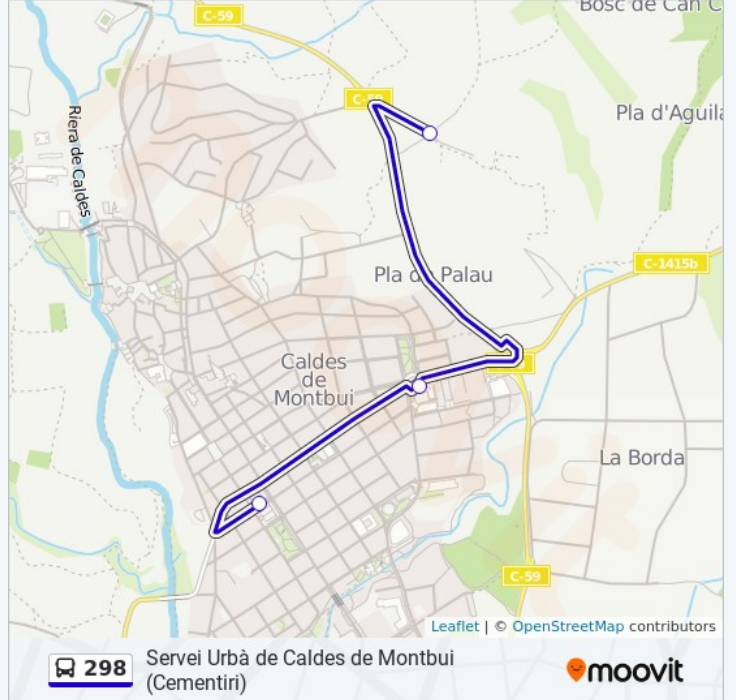 C-59
Bosc de Can C
C-59
Pla d'Aguila
Riera de Caldes
C-1415b
Pla de Palau
Caldes
de
Montbui
La Borda
C-59
Leaflet | © OpenStreetMap contributors
298
Servei Urbà de Caldes de Montbui
(Cementiri)
moovit